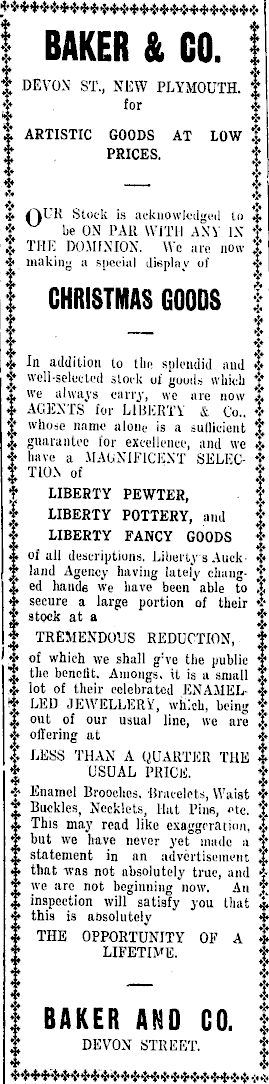 BAKER & CO.
DEVON ST., NEW PLYMOUTH.
for
ARTISTIC GOODS AT LOW
PRICES.
OUR Stock is acknowledged to
be ON PAR WITH ANY IN
THE DOMINION. We are now
making a special display of
CHRISTMAS GOODS
In addition to the splendid and
well-selected stock of goods which
we always carry, we are now
AGENTS for LIBERTY & Co.,
whose name alone is a sufficient
guarantee for excellence, and we
have a MAGNIFICENT SELEC-
TION of
LIBERTY PEWTER,
LIBERTY POTTERY, and
LIBERTY FANCY GOODS
of all descriptions. Liberty's Auck-
land Agency having lately chang-
ed hands we have been able to
secure a large portion of their
stock at a
TREMENDOUS REDUCTION,
of which we shall give the public
the benefit. Amongs. it is a small
lot of their celebrated ENAMEL-
LED JEWELLERY, which, being
out of our usual line, we are
offering at
LESS THAN A QUARTER THE
USUAL PRICE.
Enamel Brooches, Bracelets, Waist
Buckles, Necklets, Hat Pins, etc.
This may read like exaggeration,
but we have never yet made a
statement in an advertisement
that was not absolutely true, and
we are not beginning now. An
inspection will satisfy you that
this is absolutely
THE OPPORTUNITY OF A
LIFETIME.
BAKER AND CO.
DEVON STREET.